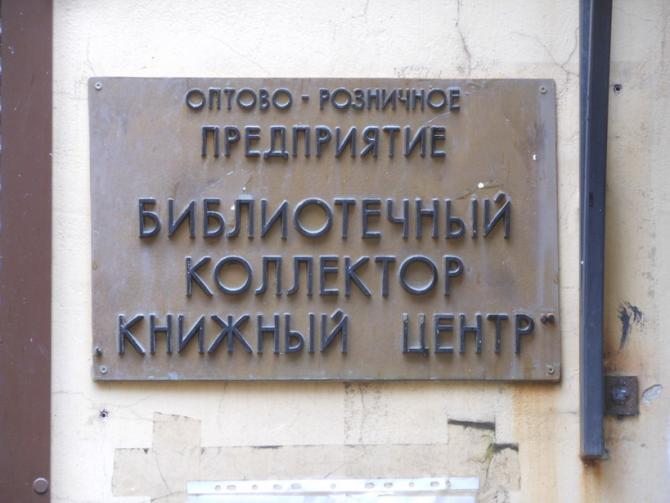 ОПТОВО - РОЗНИЧНОЕ
ПРЕДПРИЯТИЕ
БИБЛИОТЕЧНЫЙ
КОЛЛЕКТОР
„КНИЖНЫЙ ЦЕНТР“